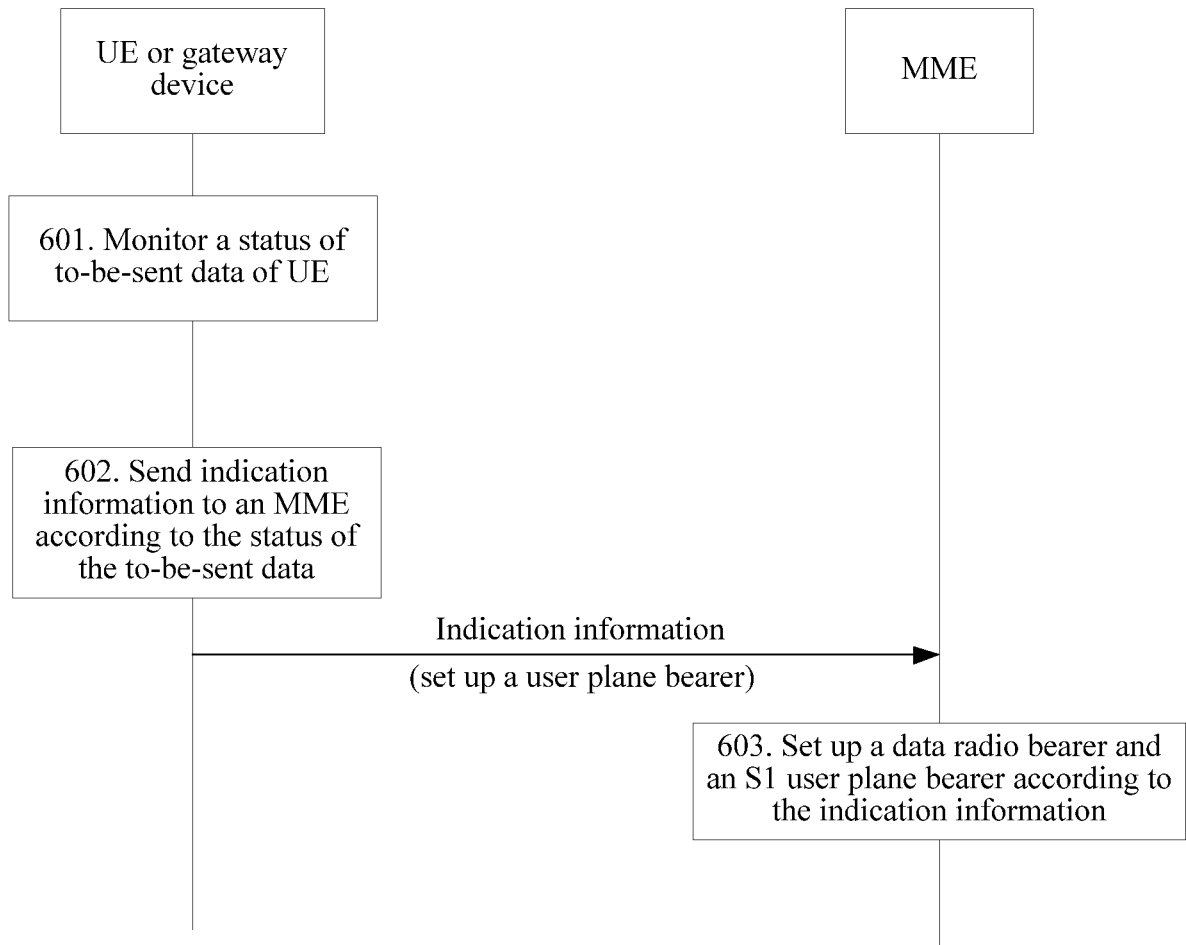 UE or gateway
device
MME
601. Monitor a status of
to-be-sent data of UE
602. Send indication
information to an MME
according to the status of
the to-be-sent data
Indication information
(set up a user plane bearer)
603. Set up a data radio bearer and
an S1 user plane bearer according to
the indication information